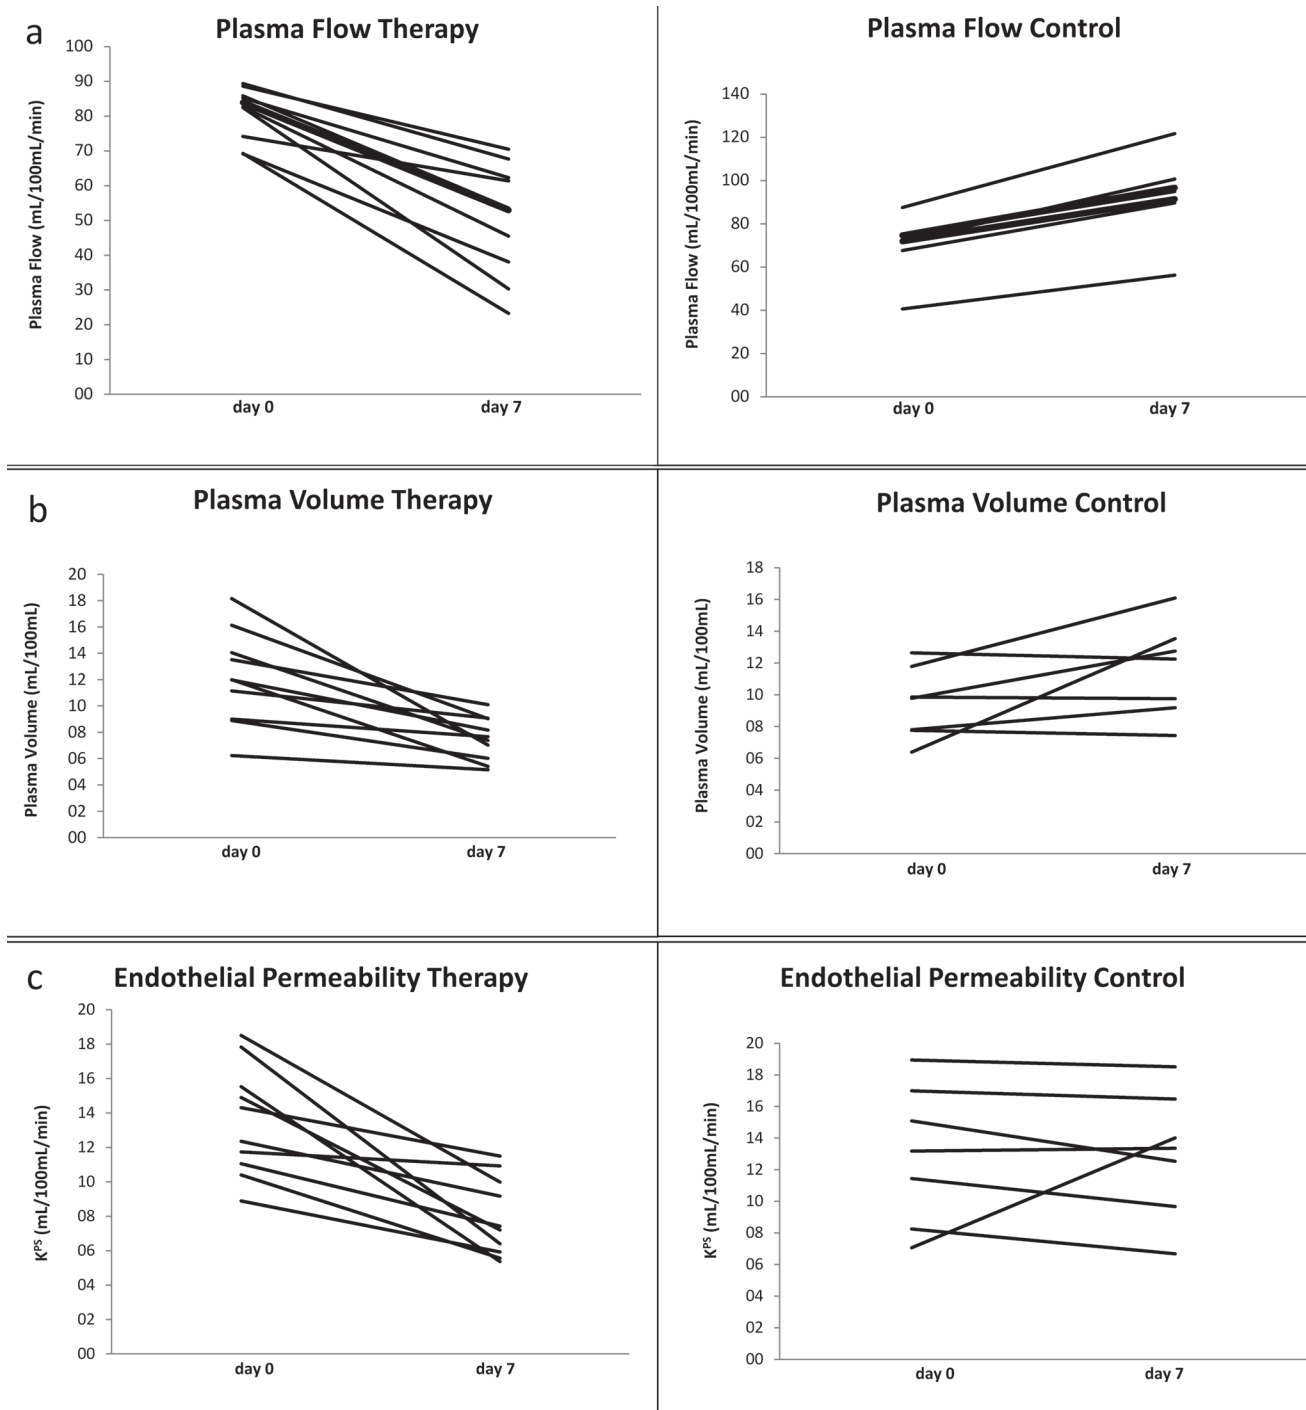 a
Plasma Flow Therapy
Plasma Flow (mL/100mL/min)
100
90
80
70
60
50
40
30
20
10
00
day 0 day 7
Plasma Flow Control
Plasma Flow (mL/100mL/min)
140
120
100
80
60
40
20
00
day 0 day 7
b
Plasma Volume Therapy
Plasma Volume (mL/100mL)
20
18
16
14
12
10
08
06
04
02
00
day 0 day 7
Plasma Volume Control
Plasma Volume (mL/100mL)
18
16
14
12
10
08
06
04
02
00
day 0 day 7
c
Endothelial Permeability Therapy
K^PS (mL/100mL/min)
20
18
16
14
12
10
08
06
04
02
00
day 0 day 7
Endothelial Permeability Control
K^PS (mL/100mL/min)
20
18
16
14
12
10
08
06
04
02
00
day 0 day 7